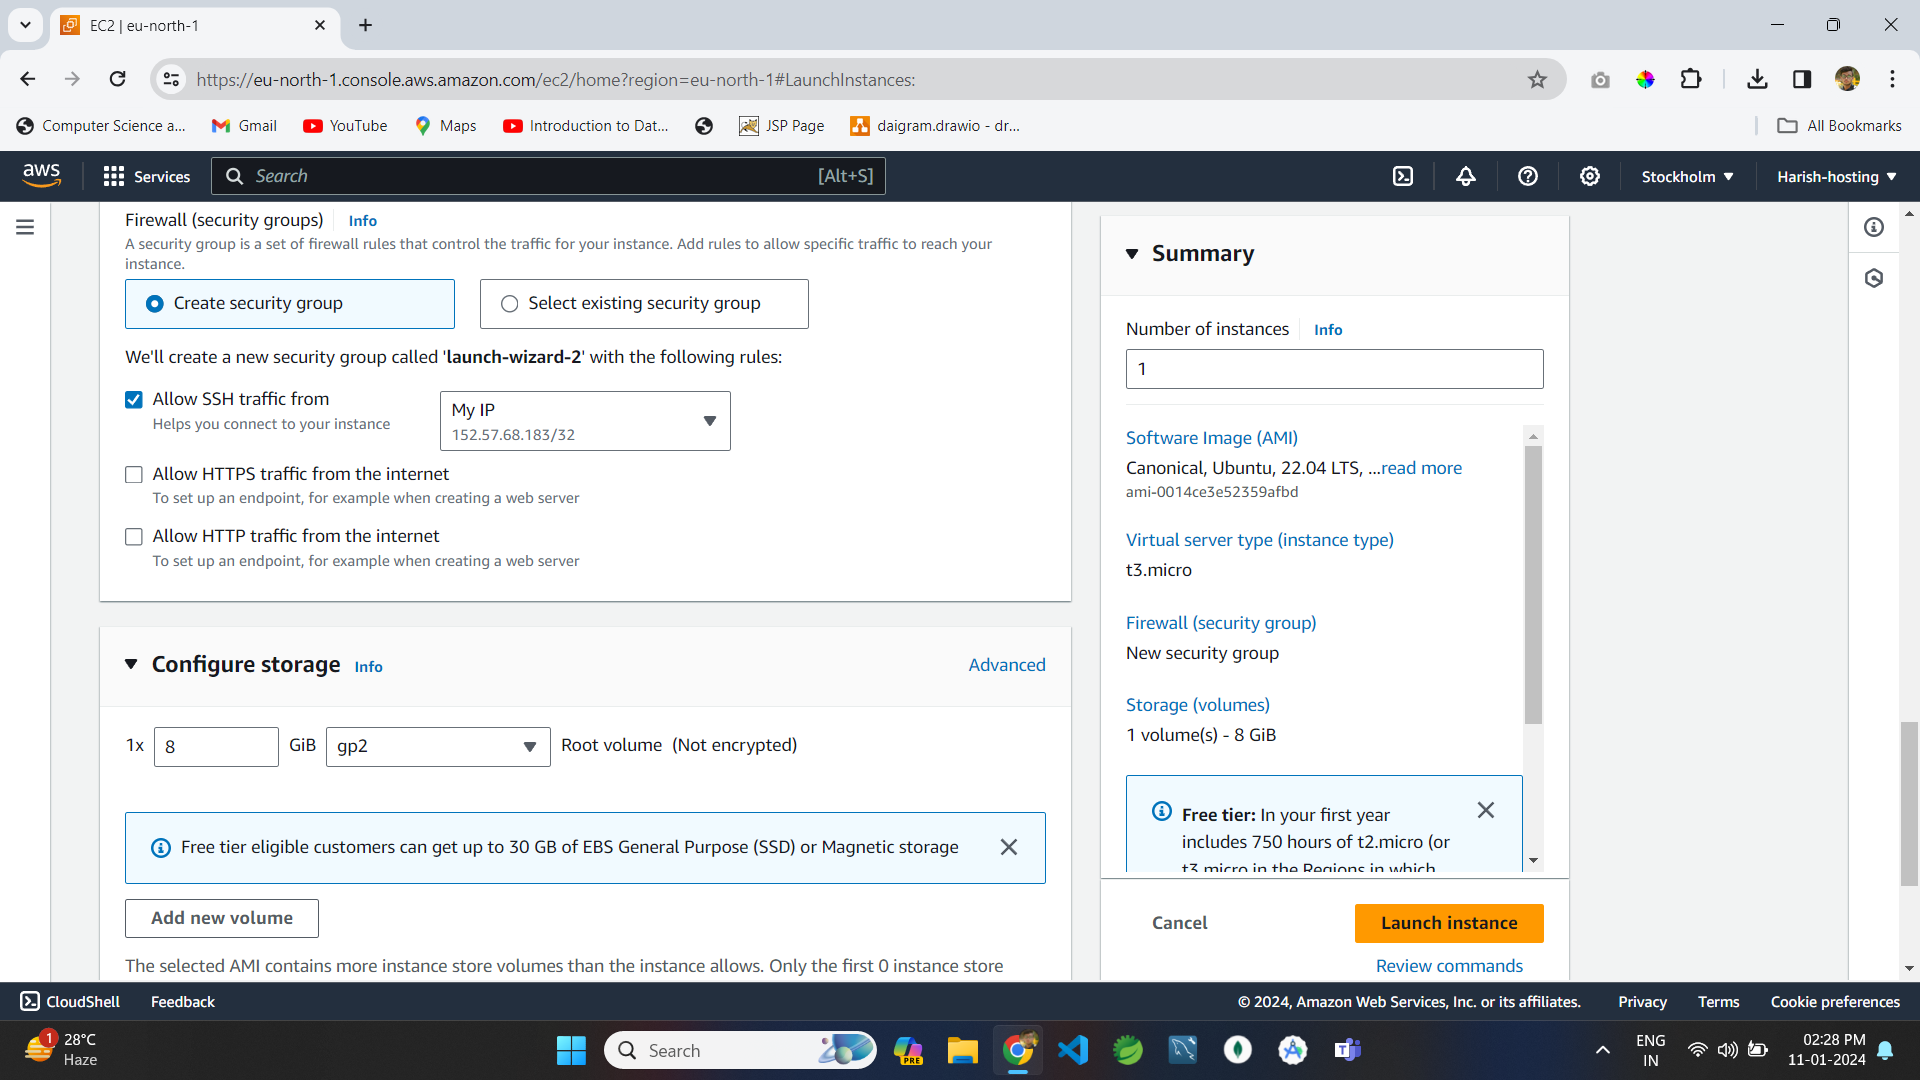 EC2 | eu-north-1
https://eu-north-1.console.aws.amazon.com/ec2/home?region=eu-north-1#LaunchInstances:
Computer Science a... Gmail YouTube Maps Introduction to Dat... JSP Page daigram.drawio - dr... All Bookmarks
aws Services Search [Alt+S] Stockholm Harish-hosting
Firewall (security groups) Info
A security group is a set of firewall rules that control the traffic for your instance. Add rules to allow specific traffic to reach your
instance.
Create security group Select existing security group
We'll create a new security group called 'launch-wizard-2' with the following rules:
Allow SSH traffic from
Helps you connect to your instance
My IP
152.57.68.183/32
Allow HTTPS traffic from the internet
To set up an endpoint, for example when creating a web server
Allow HTTP traffic from the internet
To set up an endpoint, for example when creating a web server
Configure storage Info Advanced
1x 8 GiB gp2 Root volume (Not encrypted)
Free tier eligible customers can get up to 30 GB of EBS General Purpose (SSD) or Magnetic storage
Add new volume
The selected AMI contains more instance store volumes than the instance allows. Only the first 0 instance store
Summary
Number of instances Info
1
Software Image (AMI)
Canonical, Ubuntu, 22.04 LTS, ...read more
ami-0014ce3e52359afbd
Virtual server type (instance type)
t3.micro
Firewall (security group)
New security group
Storage (volumes)
1 volume(s) - 8 GiB
Free tier: In your first year
includes 750 hours of t2.micro (or
t3.micro in the Regions in which
Cancel Launch instance
Review commands
CloudShell Feedback © 2024, Amazon Web Services, Inc. or its affiliates. Privacy Terms Cookie preferences
1 28°C
Haze
Search
PRE
ENG
IN
02:28 PM
11-01-2024